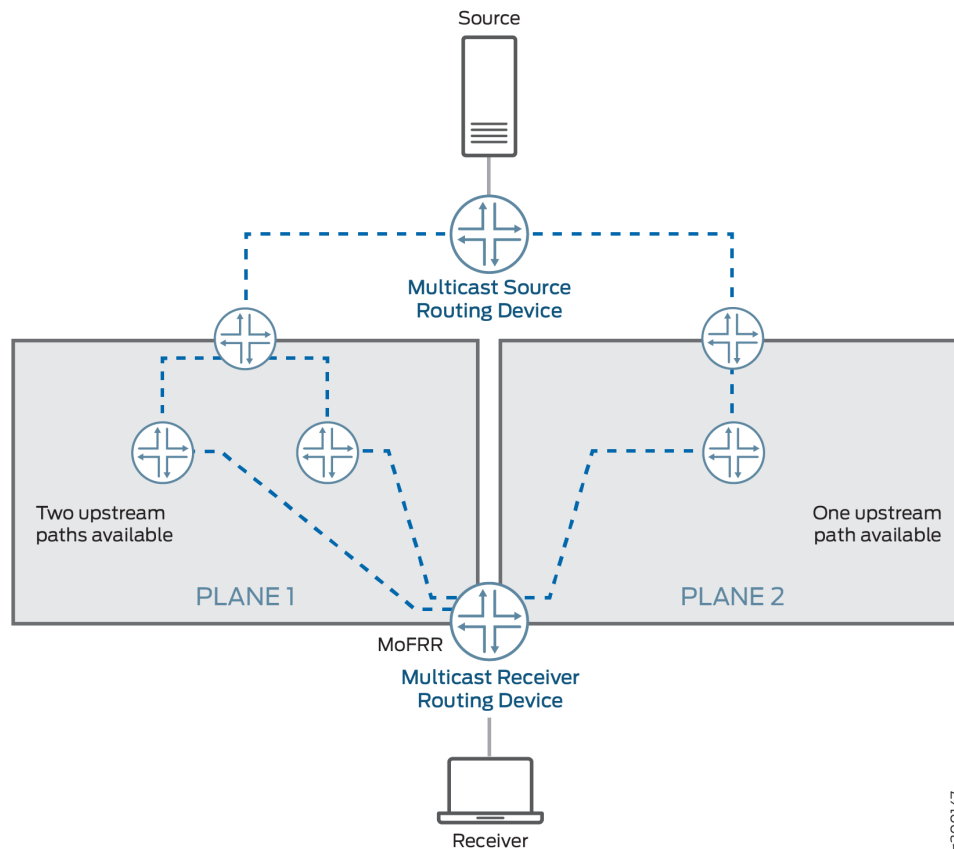 Source
Multicast Source
Routing Device
Two upstream
paths available
One upstream
path available
PLANE 1
PLANE 2
MoFRR
Multicast Receiver
Routing Device
Receiver